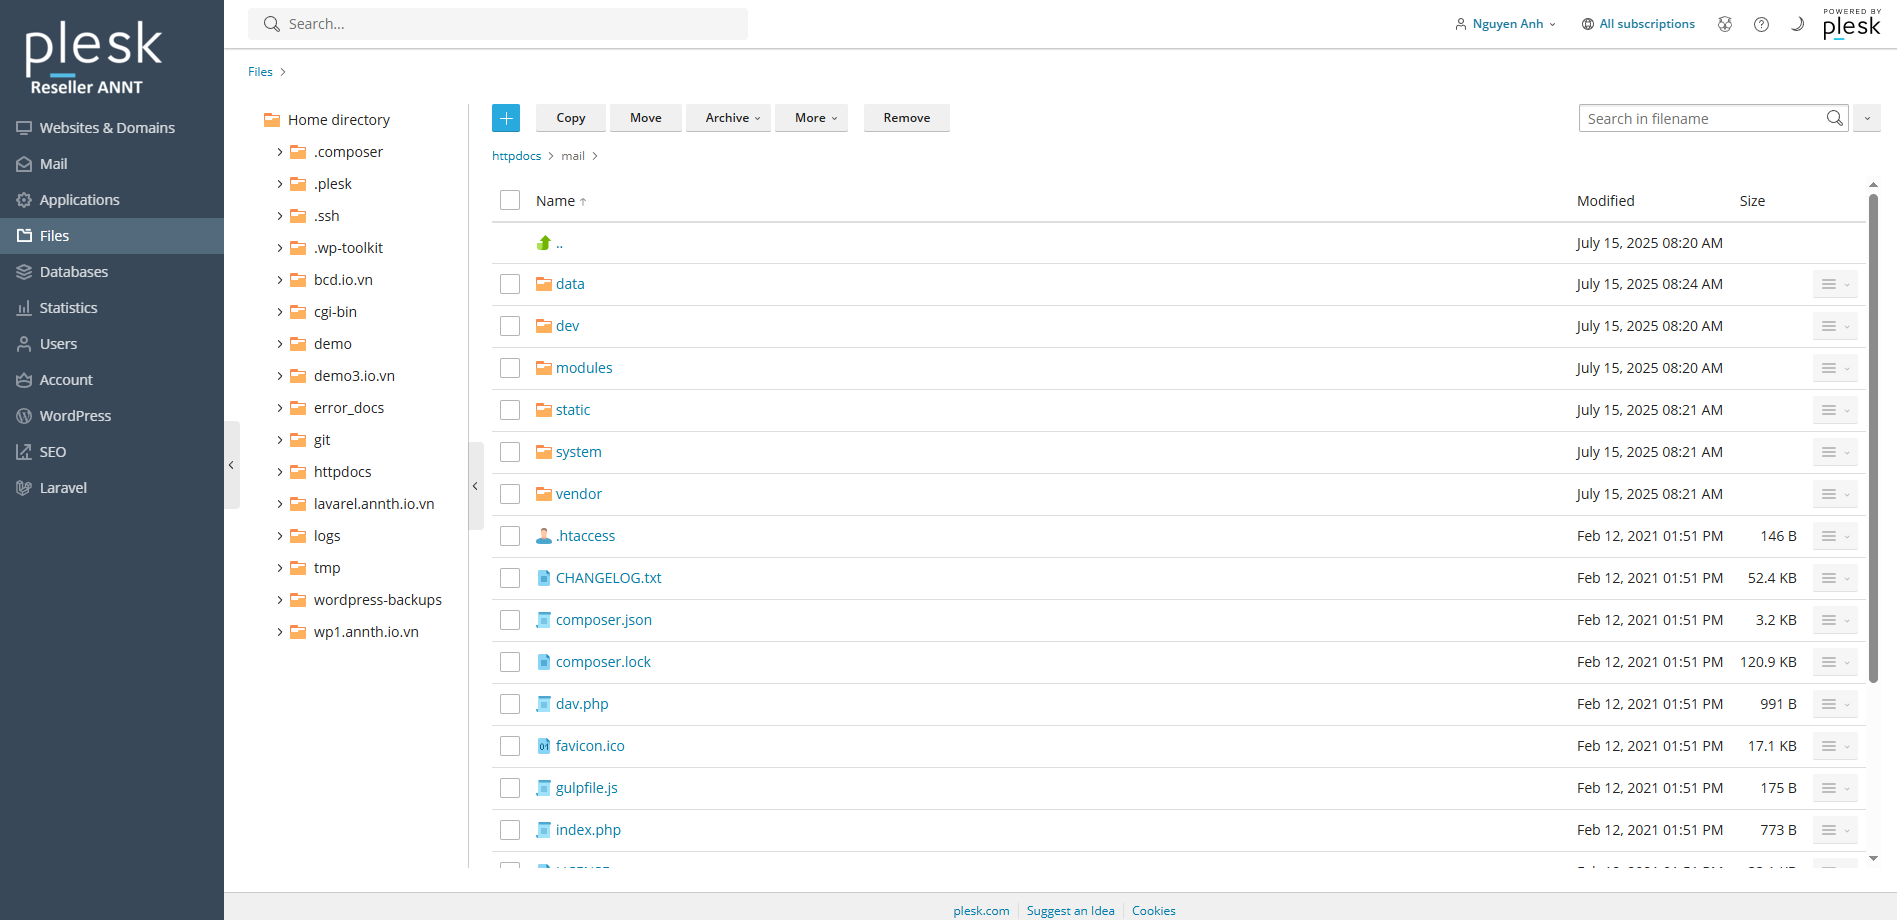 plesk
Reseller ANNT
Websites & Domains
Mail
Applications
Files
Databases
Statistics
Users
Account
WordPress
SEO
Laravel
Search...
Nguyen Anh
All subscriptions
POWERED BY
plesk
Files
Home directory
.composer
.plesk
.ssh
.wp-toolkit
bcd.io.vn
cgi-bin
demo
demo3.io.vn
error_docs
git
httpdocs
lavarel.annth.io.vn
logs
tmp
wordpress-backups
wp1.annth.io.vn
Copy Move Archive More Remove
Search in filename
httpdocs > mail >
Name ↑ Modified Size
.. July 15, 2025 08:20 AM
data July 15, 2025 08:24 AM
dev July 15, 2025 08:20 AM
modules July 15, 2025 08:20 AM
static July 15, 2025 08:21 AM
system July 15, 2025 08:21 AM
vendor July 15, 2025 08:21 AM
.htaccess Feb 12, 2021 01:51 PM 146 B
CHANGELOG.txt Feb 12, 2021 01:51 PM 52.4 KB
composer.json Feb 12, 2021 01:51 PM 3.2 KB
composer.lock Feb 12, 2021 01:51 PM 120.9 KB
dav.php Feb 12, 2021 01:51 PM 991 B
favicon.ico Feb 12, 2021 01:51 PM 17.1 KB
gulpfile.js Feb 12, 2021 01:51 PM 175 B
index.php Feb 12, 2021 01:51 PM 773 B
plesk.com Suggest an Idea Cookies